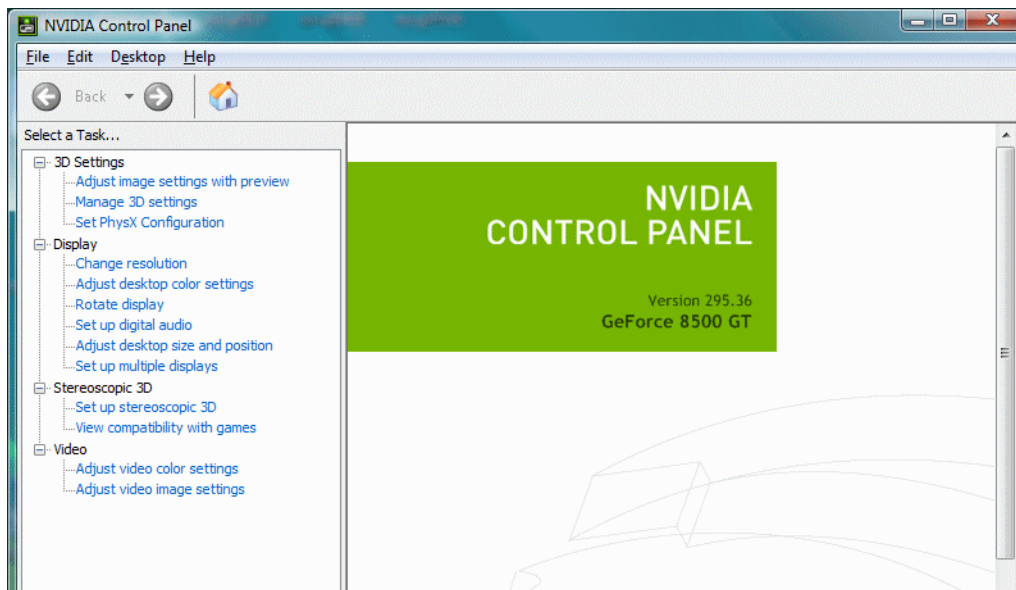 NVIDIA Control Panel
File Edit Desktop Help
Back
Select a Task...
3D Settings
Adjust image settings with preview
Manage 3D settings
Set PhysX Configuration
Display
Change resolution
Adjust desktop color settings
Rotate display
Set up digital audio
Adjust desktop size and position
Set up multiple displays
Stereoscopic 3D
Set up stereoscopic 3D
View compatibility with games
Video
Adjust video color settings
Adjust video image settings
NVIDIA
CONTROL PANEL
Version 295.36
GeForce 8500 GT